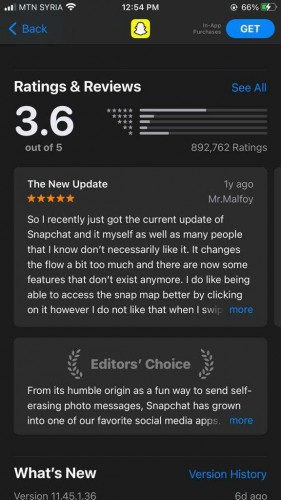 MTN SYRIA 12:54 PM 66%
Back
In-App
Purchases
GET
Ratings & Reviews See All
3.6
out of 5
892,762 Ratings
The New Update 1y ago
★★★★★ Mr.Malfoy
So I recently just got the current update of
Snapchat and it myself as well as many people
that I know don't necessarily like it. It changes
the flow a bit too much and there are now some
features that don't exist anymore. I do like being
able to access the snap map better by clicking
on it however I do not like that when I swip more
Editors' Choice
From its humble origin as a fun way to send self-
erasing photo messages, Snapchat has grown
into one of our favorite social media apps. more
What's New Version History
Version 11.45.1.36 6d ago